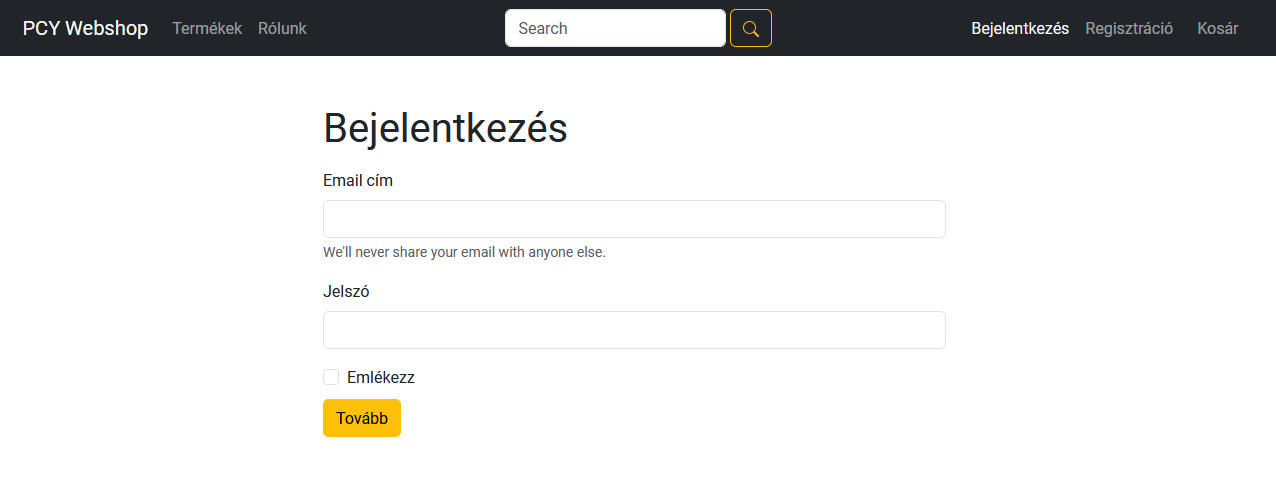 PCY Webshop Termékek Rólunk Search Bejelentkezés Regisztráció Kosár
Bejelentkezés
Email cím
We'll never share your email with anyone else.
Jelszó
Emlékezz
Tovább